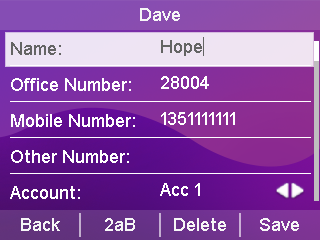 Dave
Name: Hope
Office Number: 28004
Mobile Number: 1351111111
Other Number:
Account: Acc 1
Back 2aB Delete Save